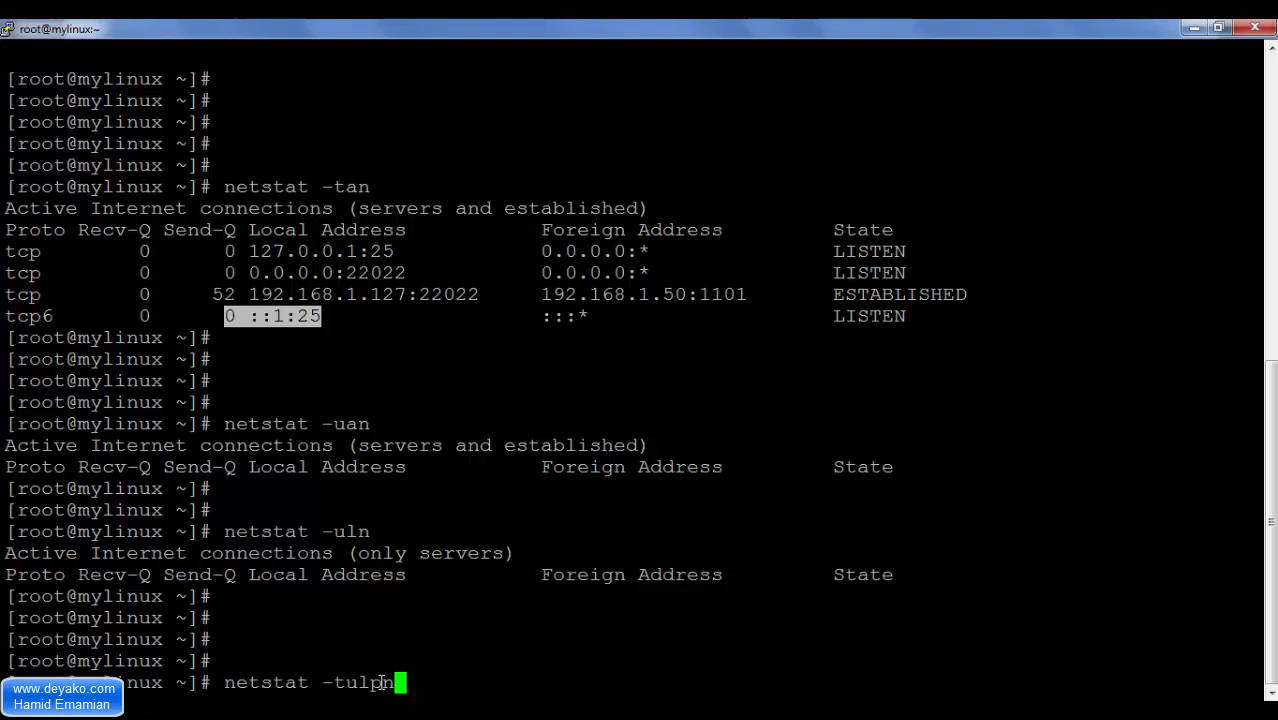 root@mylinux:~
[root@mylinux ~]#
[root@mylinux ~]#
[root@mylinux ~]#
[root@mylinux ~]#
[root@mylinux ~]#
[root@mylinux ~]# netstat -tan
Active Internet connections (servers and established)
Proto Recv-Q Send-Q Local Address Foreign Address State
tcp 0 0 127.0.0.1:25 0.0.0.0:* LISTEN
tcp 0 0 0.0.0.0:22022 0.0.0.0:* LISTEN
tcp 0 52 192.168.1.127:22022 192.168.1.50:1101 ESTABLISHED
tcp6 0 0 ::1:25 :::* LISTEN
[root@mylinux ~]#
[root@mylinux ~]#
[root@mylinux ~]#
[root@mylinux ~]#
[root@mylinux ~]# netstat -uan
Active Internet connections (servers and established)
Proto Recv-Q Send-Q Local Address Foreign Address State
[root@mylinux ~]#
[root@mylinux ~]#
[root@mylinux ~]# netstat -uln
Active Internet connections (only servers)
Proto Recv-Q Send-Q Local Address Foreign Address State
[root@mylinux ~]#
[root@mylinux ~]#
[root@mylinux ~]#
[root@mylinux ~]#
inux ~]# netstat -tulpn
www.deyako.com
Hamid Emamian